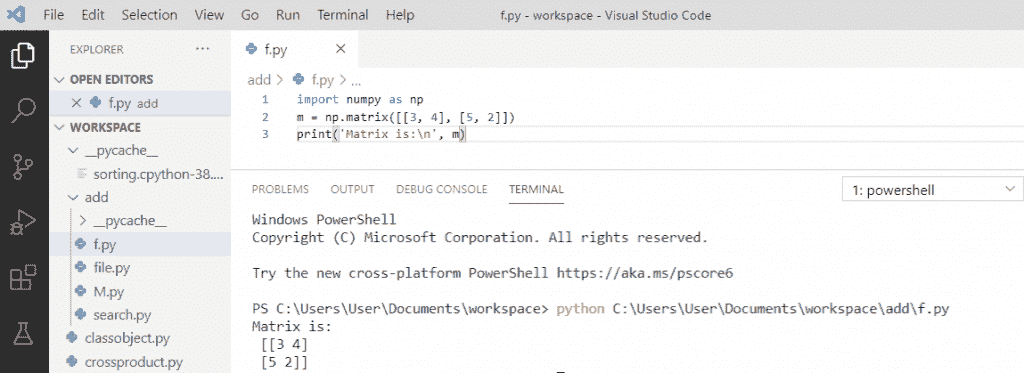 File Edit Selection View Go Run Terminal Help f.py - workspace - Visual Studio Code
EXPLORER ...
OPEN EDITORS
f.py add
WORKSPACE
__pycache__
sorting.cpython-38....
add
__pycache__
f.py
file.py
M.py
search.py
classobject.py
crossproduct.py
f.py
add > f.py > ...
1 import numpy as np
2 m = np.matrix([[3, 4], [5, 2]])
3 print('Matrix is:\n', m)
PROBLEMS OUTPUT DEBUG CONSOLE TERMINAL 1: powershell
Windows PowerShell
Copyright (C) Microsoft Corporation. All rights reserved.
Try the new cross-platform PowerShell https://aka.ms/pscore6
PS C:\Users\User\Documents\workspace> python C:\Users\User\Documents\workspace\add\f.py
Matrix is:
[[3 4]
[5 2]]